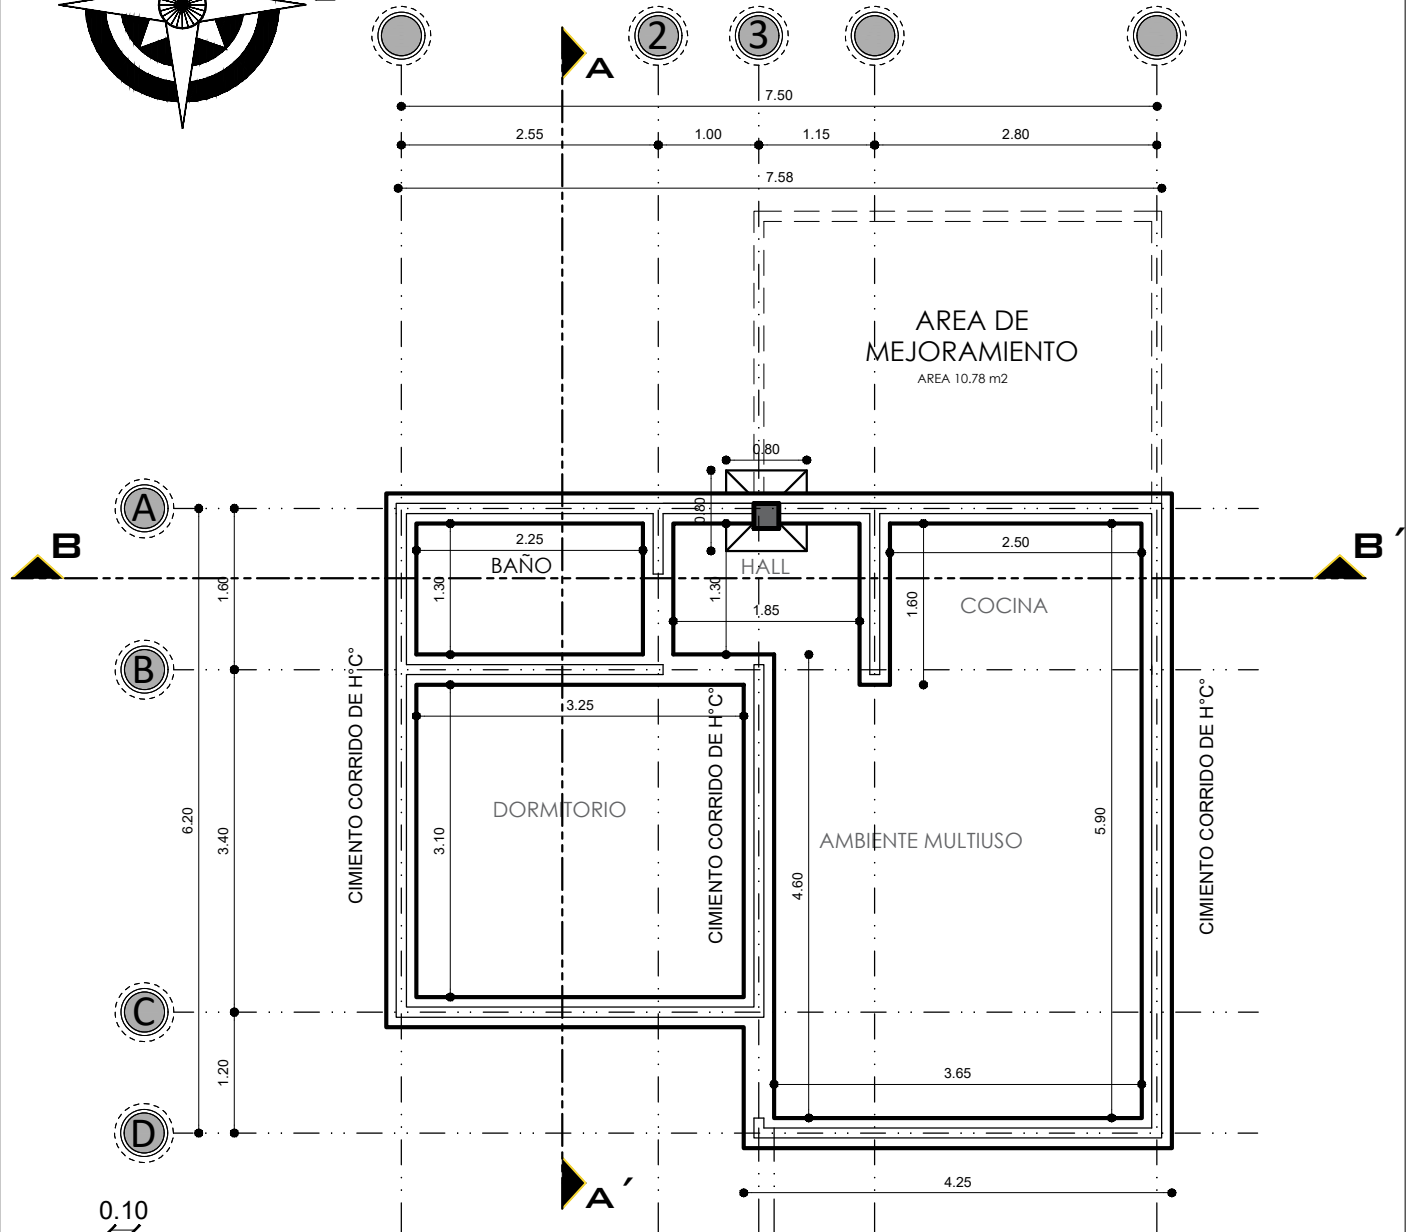 2
3
A
7.50
2.55
1.00
1.15
2.80
7.58
AREA DE
MEJORAMIENTO
AREA 10.78 m2
0.80
0.80
A
B
B´
2.25
BAÑO
1.30
HALL
1.30
1.85
2.50
COCINA
1.60
1.60
B
CIMIENTO CORRIDO DE H°C°
3.25
CIMIENTO CORRIDO DE H°C°
CIMIENTO CORRIDO DE H°C°
DORMITORIO
6.20
3.40
3.10
AMBIENTE MULTIUSO
5.90
4.60
C
1.20
3.65
D
A´
4.25
0.10